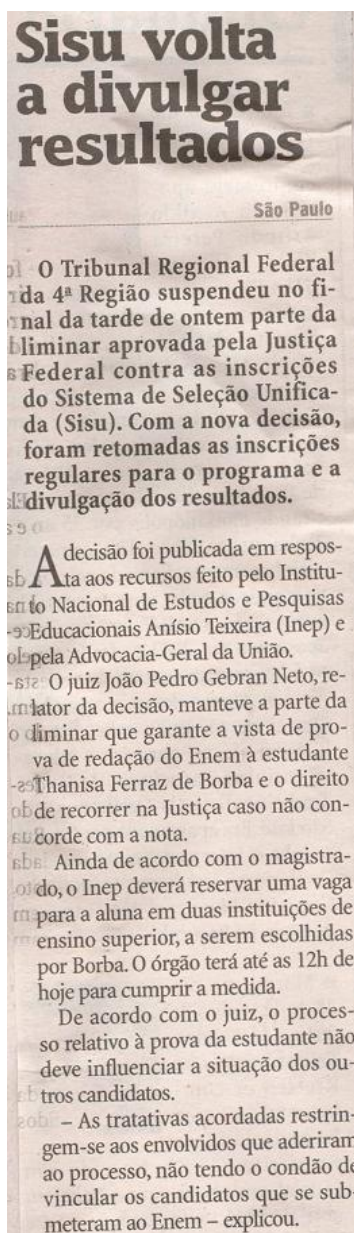 Sisu volta
a divulgar
resultados
São Paulo
O Tribunal Regional Federal
da 4ª Região suspendeu no fi-
nal da tarde de ontem parte da
liminar aprovada pela Justiça
Federal contra as inscrições
do Sistema de Seleção Unifica-
da (Sisu). Com a nova decisão,
foram retomadas as inscrições
regulares para o programa e a
divulgação dos resultados.
A decisão foi publicada em respos-
ta aos recursos feito pelo Institu-
to Nacional de Estudos e Pesquisas
Educacionais Anísio Teixeira (Inep) e
pela Advocacia-Geral da União.
O juiz João Pedro Gebran Neto, re-
lator da decisão, manteve a parte da
liminar que garante a vista de pro-
va de redação do Enem à estudante
Thanisa Ferraz de Borba e o direito
de recorrer na Justiça caso não con-
corde com a nota.
Ainda de acordo com o magistra-
do, o Inep deverá reservar uma vaga
para a aluna em duas instituições de
ensino superior, a serem escolhidas
por Borba. O órgão terá até as 12h de
hoje para cumprir a medida.
De acordo com o juiz, o proces-
so relativo à prova da estudante não
deve influenciar a situação dos ou-
tros candidatos.
– As tratativas acordadas restrin-
gem-se aos envolvidos que aderiram
ao processo, não tendo o condão de
vincular os candidatos que se sub-
meteram ao Enem – explicou.